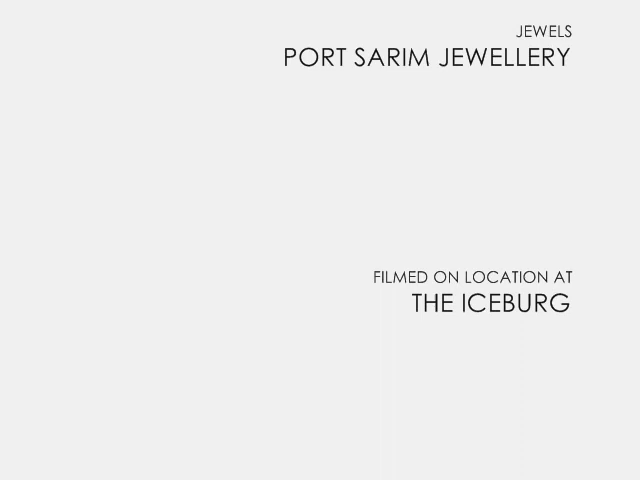 JEWELS
PORT SARIM JEWELLERY
FILMED ON LOCATION AT
THE ICEBURG